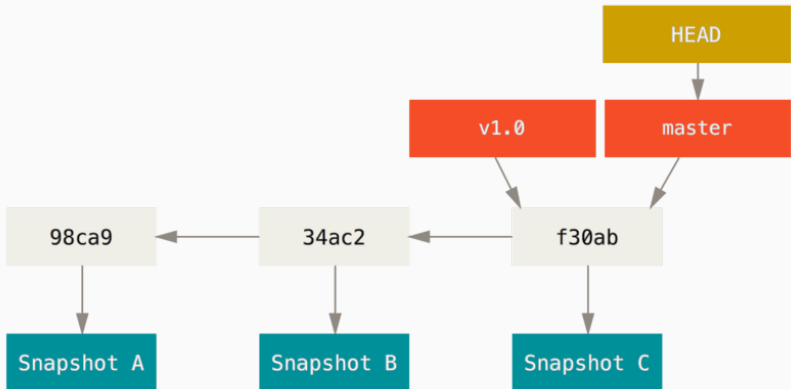 HEAD
v1.0
master
98ca9
34ac2
f30ab
Snapshot A
Snapshot B
Snapshot C